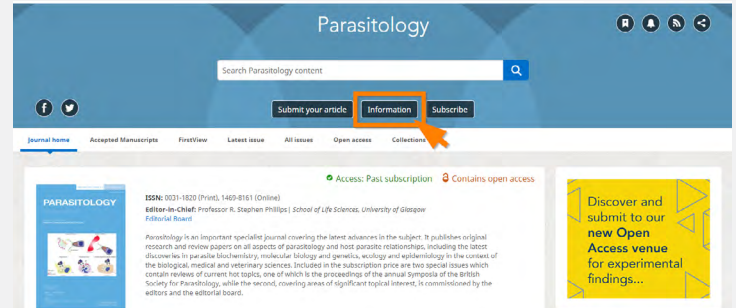 Parasitology
Search Parasitology content
Submit your article Information Subscribe
Journal home Accepted Manuscripts FirstView Latest issue All issues Open access Collections
Access: Past subscription Contains open access
PARASITOLOGY
ISSN: 0031-1820 (Print), 1469-8161 (Online)
Editor-in-Chief: Professor R. Stephen Phillips | School of Life Sciences, University of Glasgow
Editorial Board
Parasitology is an important specialist journal covering the latest advances in the subject. It publishes original
research and review papers on all aspects of parasitology and host-parasite relationships, including the latest
discoveries in parasite biochemistry, molecular biology and genetics, ecology and epidemiology in the context of
the biological, medical and veterinary sciences. Included in the subscription price are two special issues which
contain reviews of current hot topics, one of which is the proceedings of the annual Symposia of the British
Society for Parasitology, while the second, covering areas of significant topical interest, is commissioned by the
editors and the editorial board.
Discover and
submit to our
new Open
Access venue
for experimental
findings...